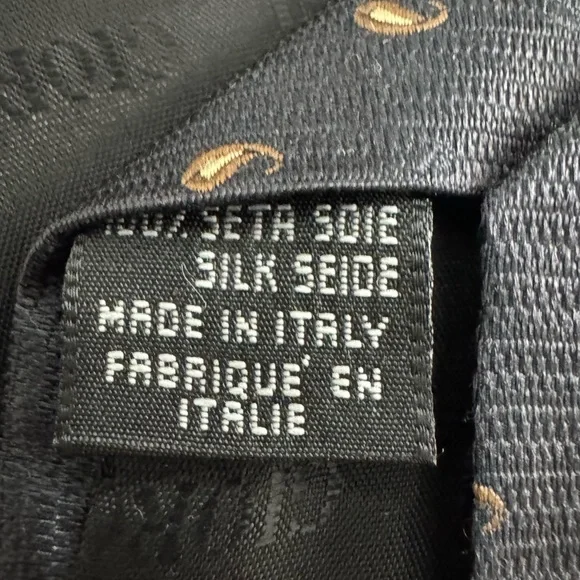 100% SETA SOIE
SILK SEIDE
MADE IN ITALY
FABRIQUE' EN
ITALIE